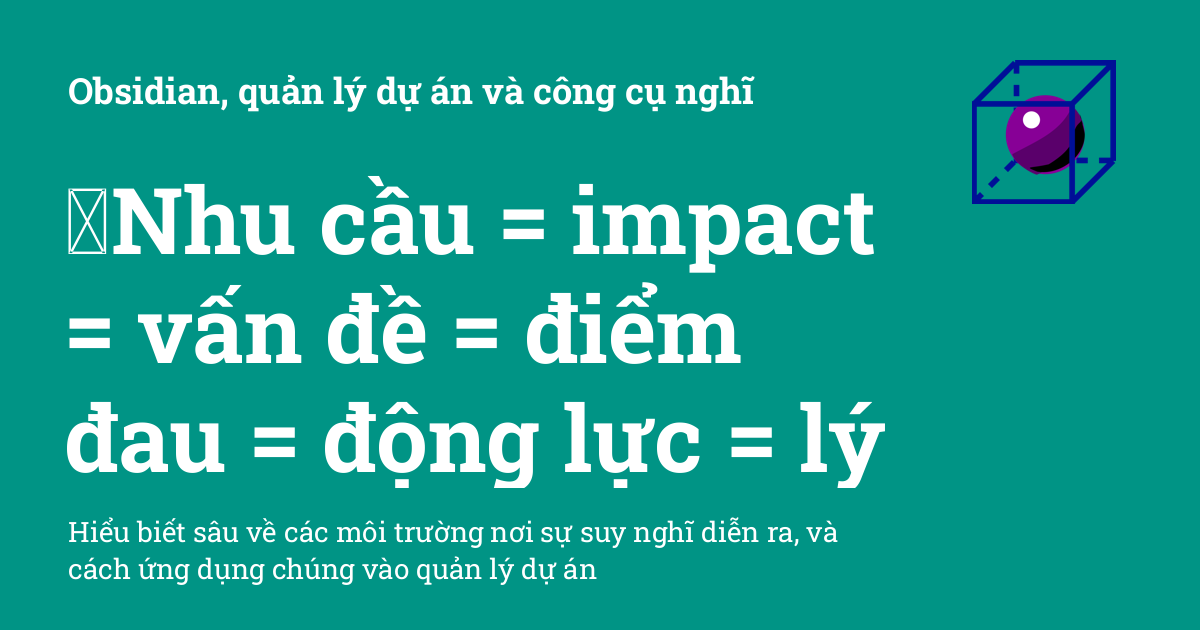 Obsidian, quản lý dự án và công cụ nghĩ
Nhu cầu = impact
= vấn đề = điểm
đau = động lực = lý
Hiểu biết sâu về các môi trường nơi sự suy nghĩ diễn ra, và
cách ứng dụng chúng vào quản lý dự án